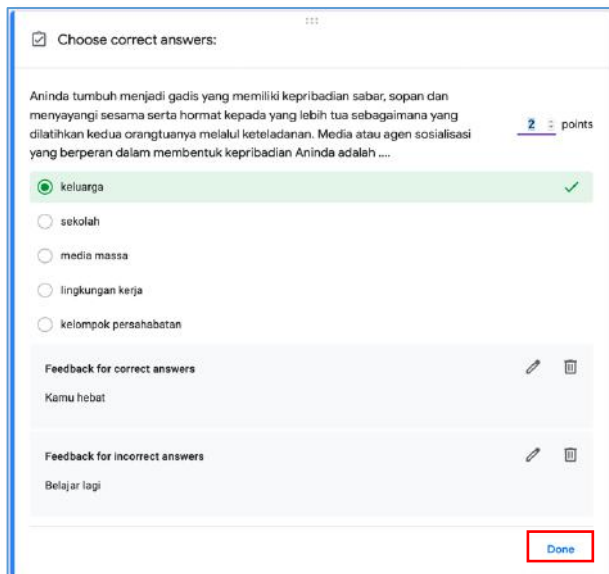 Choose correct answers:
Aninda tumbuh menjadi gadis yang memiliki kepribadian sabar, sopan dan
menyayangi sesama serta hormat kepada yang lebih tua sebagaimana yang
dilatihkan kedua orangtuanya melalul keteladanan. Media atau agen sosialisasi
yang berperan dalam membentuk kepribadian Aninda adalah ....
2 points
keluarga
sekolah
media massa
lingkungan kerja
kelompok persahabatan
Feedback for correct answers
Kamu hebat
Feedback for incorrect answers
Belajar lagi
Done